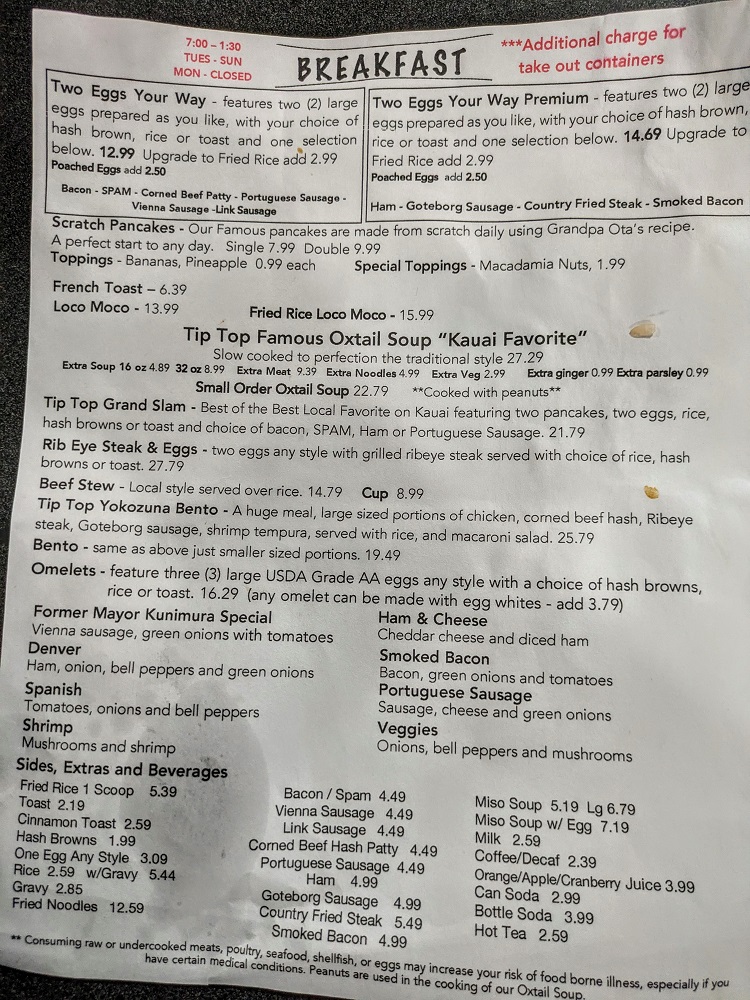 7:00 – 1:30
TUES - SUN
MON - CLOSED
BREAKFAST
***Additional charge for
take out containers
Two Eggs Your Way - features two (2) large
eggs prepared as you like, with your choice of
hash brown, rice or toast and one selection
below. 12.99 Upgrade to Fried Rice add 2.99
Poached Eggs add 2.50
Bacon - SPAM - Corned Beef Patty - Portuguese Sausage -
Vienna Sausage -Link Sausage
Two Eggs Your Way Premium - features two (2) large
eggs prepared as you like, with your choice of hash brown,
rice or toast and one selection below. 14.69 Upgrade to
Fried Rice add 2.99
Poached Eggs add 2.50
Ham - Goteborg Sausage - Country Fried Steak - Smoked Bacon
Scratch Pancakes - Our Famous pancakes are made from scratch daily using Grandpa Ota's recipe.
A perfect start to any day. Single 7.99 Double 9.99
Toppings - Bananas, Pineapple 0.99 each Special Toppings - Macadamia Nuts, 1.99
French Toast – 6.39
Loco Moco - 13.99 Fried Rice Loco Moco - 15.99
Tip Top Famous Oxtail Soup "Kauai Favorite"
Slow cooked to perfection the traditional style 27.29
Extra Soup 16 oz 4.89 32 oz 8.99 Extra Meat 9.39 Extra Noodles 4.99 Extra Veg 2.99 Extra ginger 0.99 Extra parsley 0.99
Small Order Oxtail Soup 22.79 **Cooked with peanuts**
Tip Top Grand Slam - Best of the Best Local Favorite on Kauai featuring two pancakes, two eggs, rice,
hash browns or toast and choice of bacon, SPAM, Ham or Portuguese Sausage. 21.79
Rib Eye Steak & Eggs - two eggs any style with grilled ribeye steak served with choice of rice, hash
browns or toast. 27.79
Beef Stew - Local style served over rice. 14.79 Cup 8.99
Tip Top Yokozuna Bento - A huge meal, large sized portions of chicken, corned beef hash, Ribeye
steak, Goteborg sausage, shrimp tempura, served with rice, and macaroni salad. 25.79
Bento - same as above just smaller sized portions. 19.49
Omelets - feature three (3) large USDA Grade AA eggs any style with a choice of hash browns,
rice or toast. 16.29 (any omelet can be made with egg whites - add 3.79)
Former Mayor Kunimura Special
Vienna sausage, green onions with tomatoes
Denver
Ham, onion, bell peppers and green onions
Spanish
Tomatoes, onions and bell peppers
Shrimp
Mushrooms and shrimp
Ham & Cheese
Cheddar cheese and diced ham
Smoked Bacon
Bacon, green onions and tomatoes
Portuguese Sausage
Sausage, cheese and green onions
Veggies
Onions, bell peppers and mushrooms
Sides, Extras and Beverages
Fried Rice 1 Scoop 5.39
Toast 2.19
Cinnamon Toast 2.59
Hash Browns 1.99
One Egg Any Style 3.09
Rice 2.59 w/Gravy 5.44
Gravy 2.85
Fried Noodles 12.59
Bacon / Spam 4.49
Vienna Sausage 4.49
Link Sausage 4.49
Corned Beef Hash Patty 4.49
Portuguese Sausage 4.49
Ham 4.99
Goteborg Sausage 4.99
Country Fried Steak 5.49
Smoked Bacon 4.99
Miso Soup 5.19 Lg 6.79
Miso Soup w/ Egg 7.19
Milk 2.59
Coffee/Decaf 2.39
Orange/Apple/Cranberry Juice 3.99
Can Soda 2.99
Bottle Soda 3.99
Hot Tea 2.59
** Consuming raw or undercooked meats, poultry, seafood, shellfish, or eggs may increase your risk of food borne illness, especially if you
have certain medical conditions. Peanuts are used in the cooking of our Oxtail Soup.